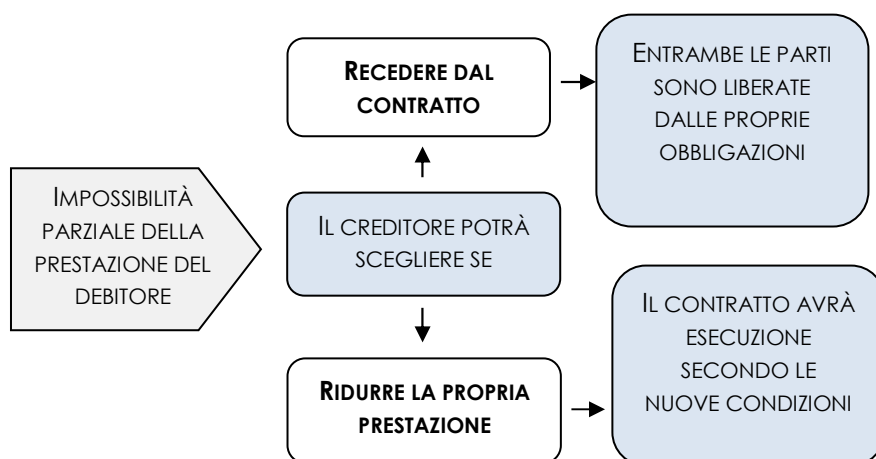 IMPOSSIBILITÀ
PARZIALE DELLA
PRESTAZIONE DEL
DEBITORE
IL CREDITORE POTRÀ
SCEGLIERE SE
RECEDERE DAL
CONTRATTO
ENTRAMBE LE PARTI
SONO LIBERATE
DALLE PROPRIE
OBBLIGAZIONI
RIDURRE LA PROPRIA
PRESTAZIONE
IL CONTRATTO AVRÀ
ESECUZIONE
SECONDO LE
NUOVE CONDIZIONI